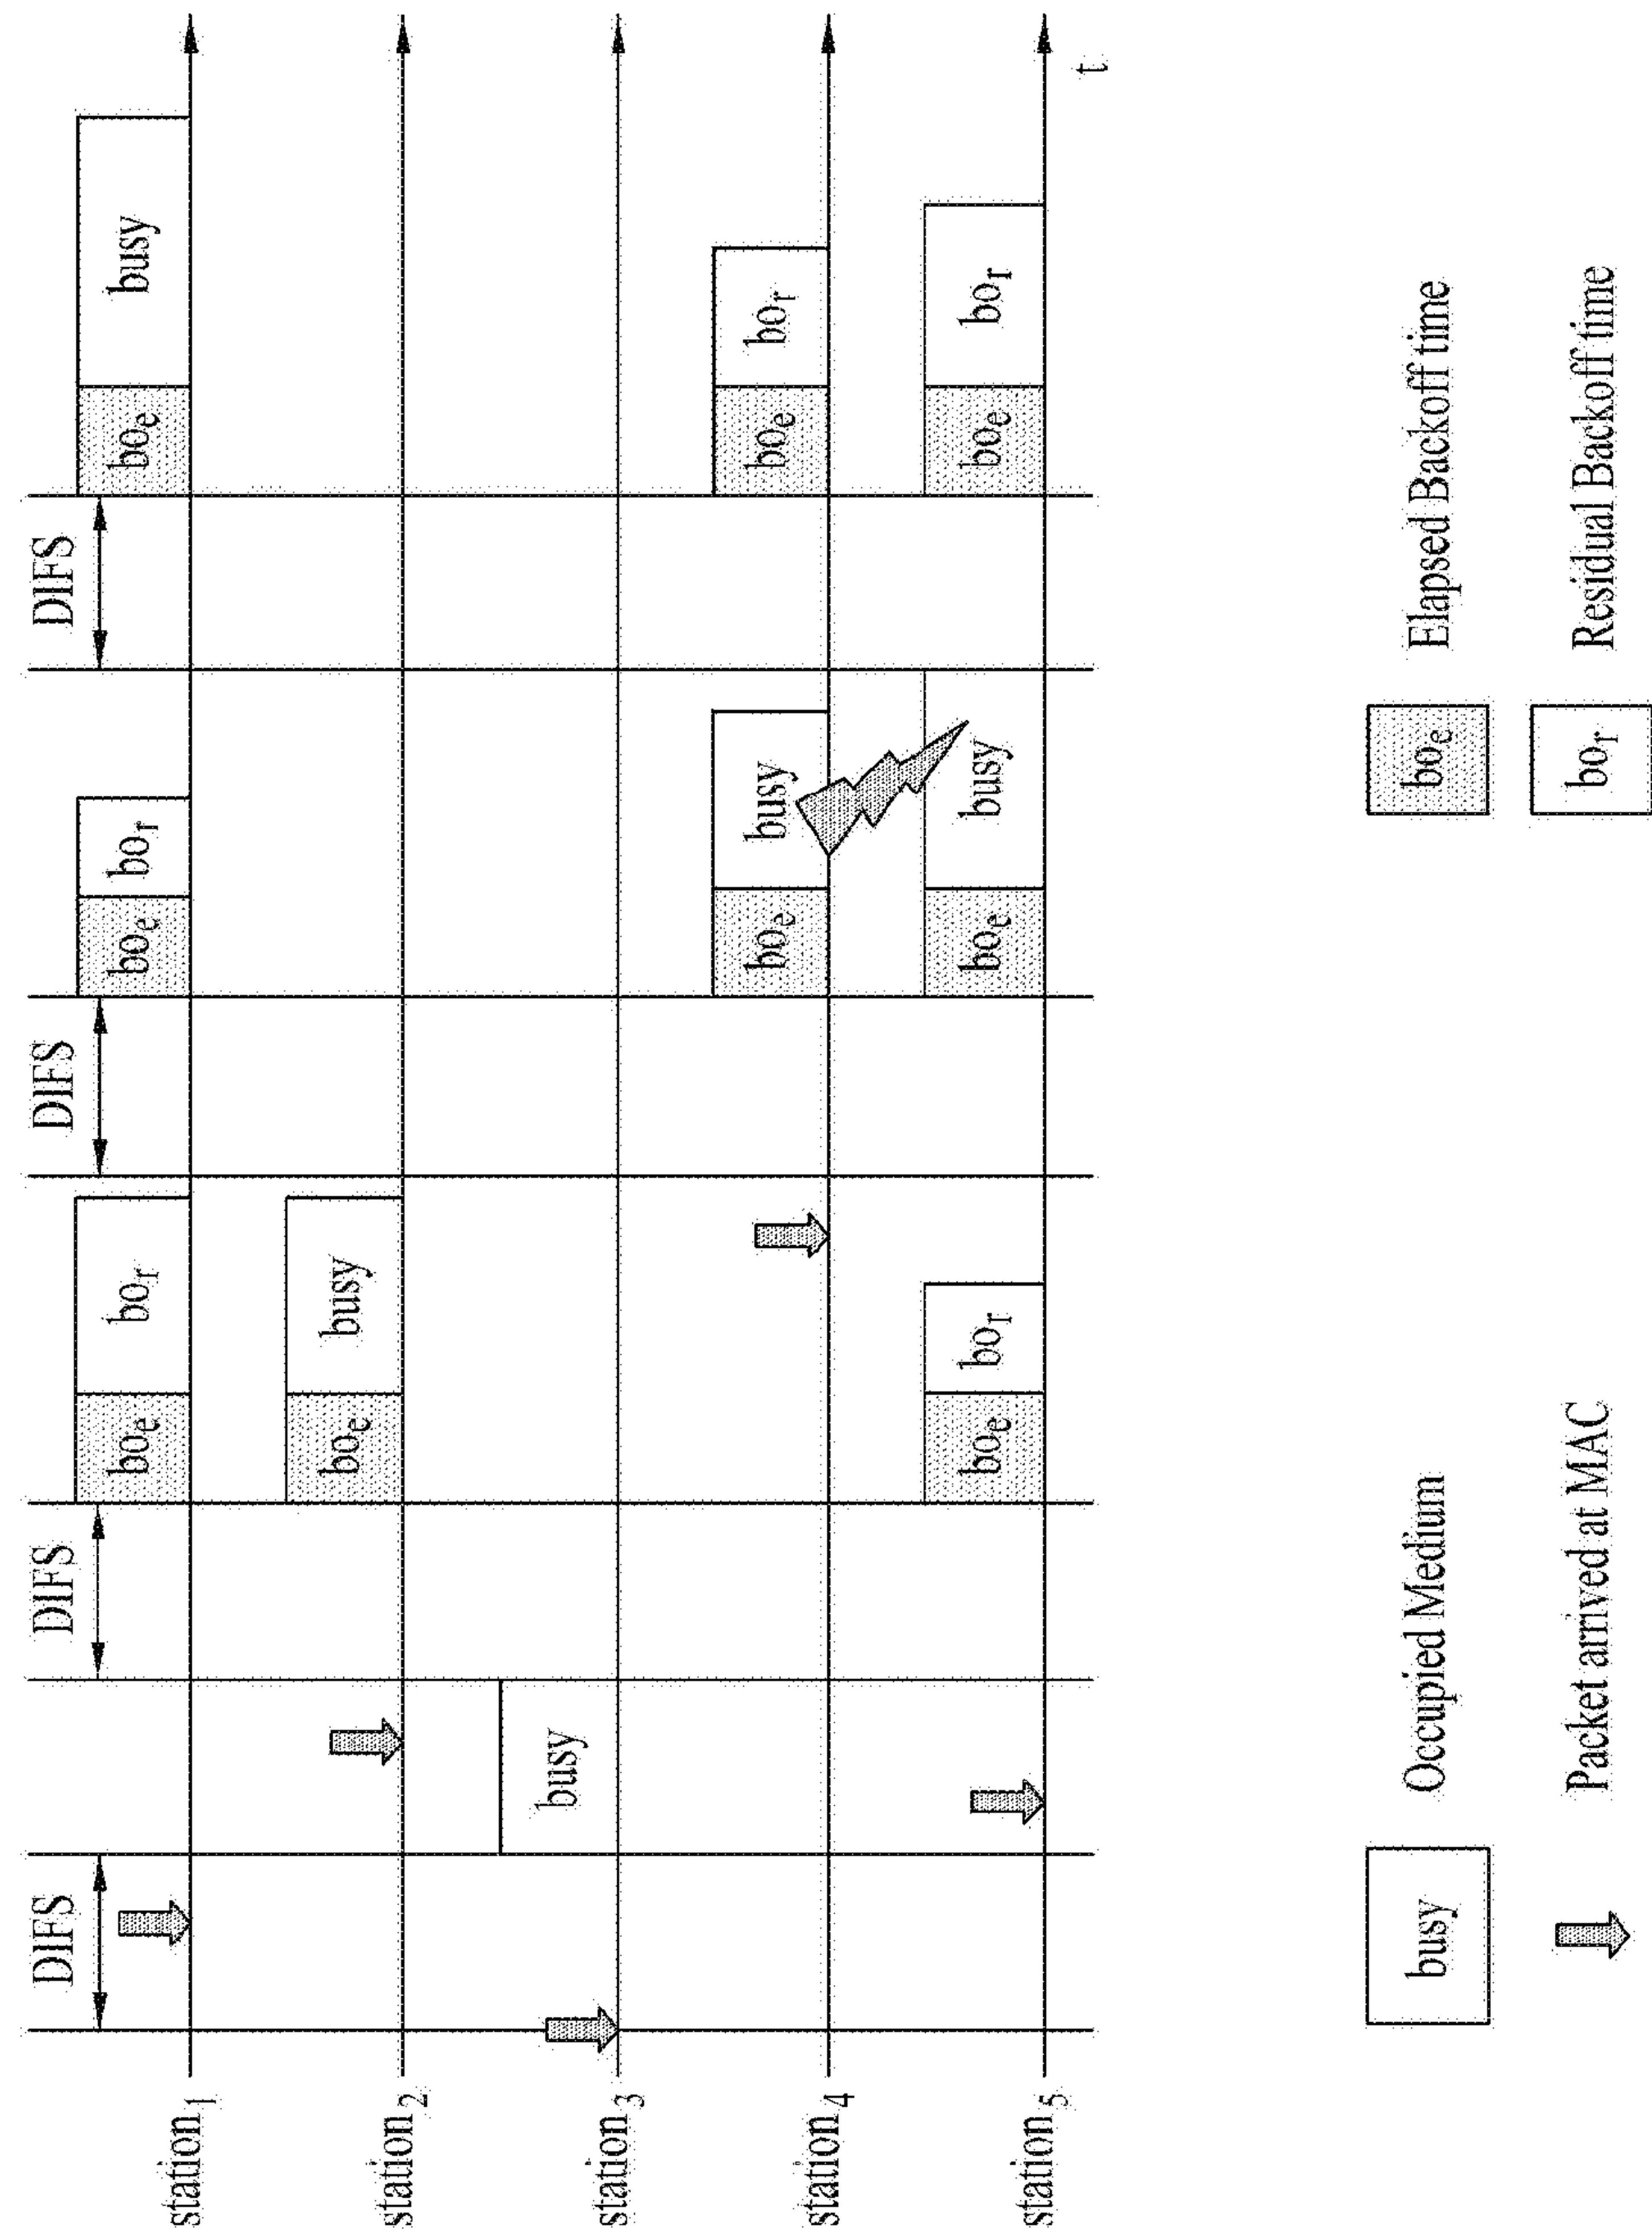 DIFS
DIFS
DIFS
DIFS
station1
bo_e
bo_r
bo_e
bo_r
bo_e
busy
station2
bo_e
busy
station3
busy
station4
bo_e
busy
bo_e
bo_r
station5
bo_e
bo_r
bo_e
busy
bo_e
bo_r
t
busy
Occupied Medium
bo_e
Elapsed Backoff time
Packet arrived at MAC
bo_r
Residual Backoff time